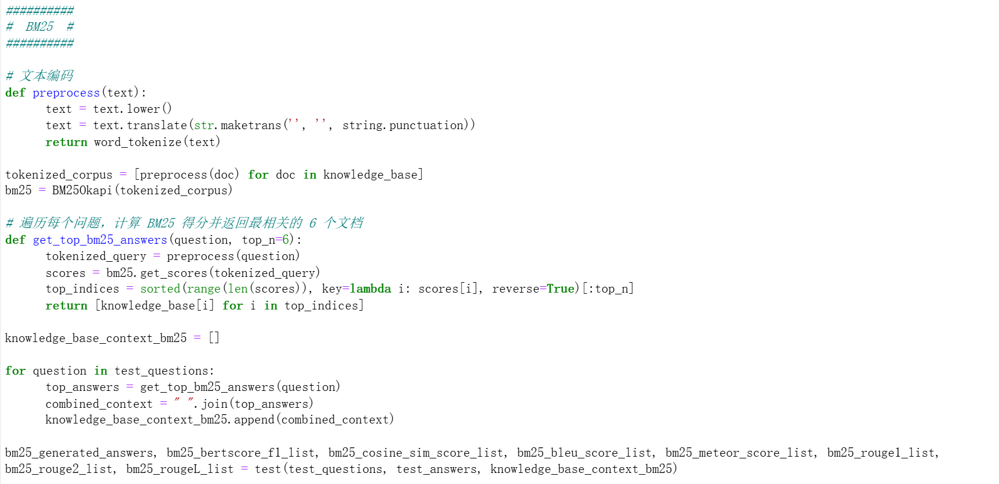 ##########
#  BM25  #
##########
# 文本编码
def preprocess(text):
      text = text.lower()
      text = text.translate(str.maketrans('', '', string.punctuation))
      return word_tokenize(text)
tokenized_corpus = [preprocess(doc) for doc in knowledge_base]
bm25 = BM25Okapi(tokenized_corpus)
# 遍历每个问题，计算 BM25 得分并返回最相关的 6 个文档
def get_top_bm25_answers(question, top_n=6):
      tokenized_query = preprocess(question)
      scores = bm25.get_scores(tokenized_query)
      top_indices = sorted(range(len(scores)), key=lambda i: scores[i], reverse=True)[:top_n]
      return [knowledge_base[i] for i in top_indices]
knowledge_base_context_bm25 = []
for question in test_questions:
      top_answers = get_top_bm25_answers(question)
      combined_context = " ".join(top_answers)
      knowledge_base_context_bm25.append(combined_context)
bm25_generated_answers, bm25_bertscore_f1_list, bm25_cosine_sim_score_list, bm25_bleu_score_list, bm25_meteor_score_list, bm25_rouge1_list,
bm25_rouge2_list, bm25_rougeL_list = test(test_questions, test_answers, knowledge_base_context_bm25)